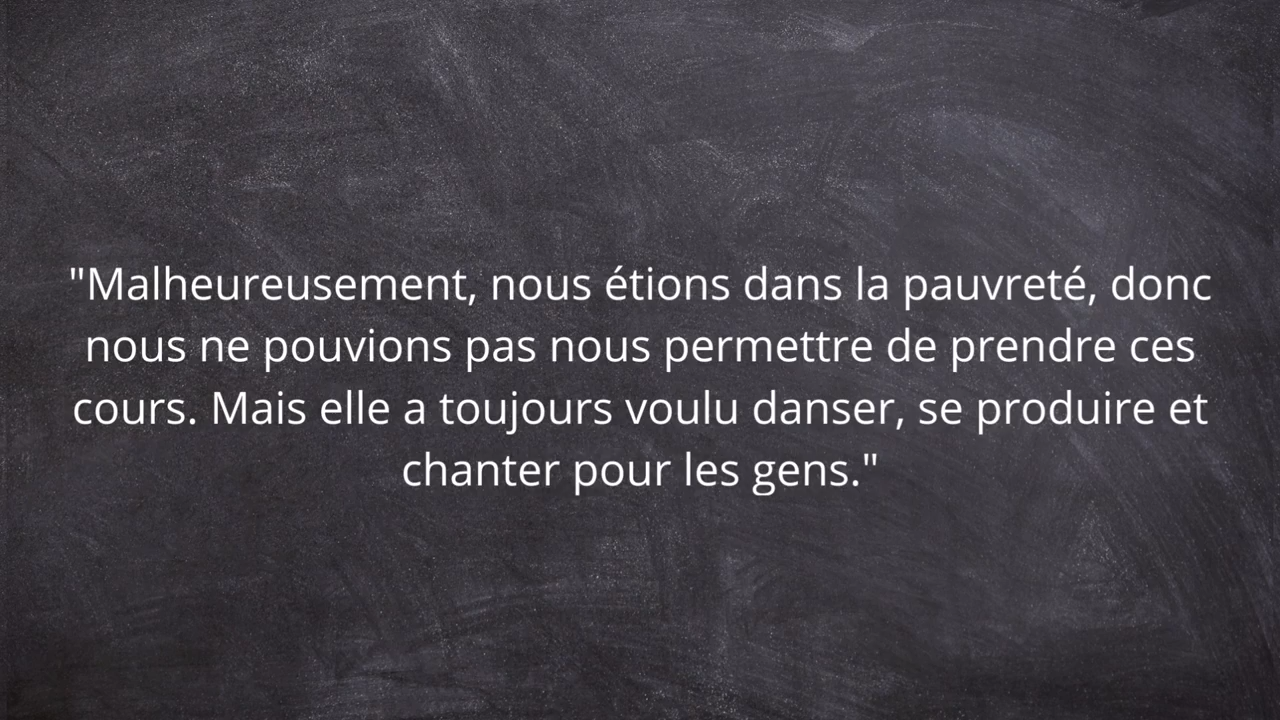 "Malheureusement, nous étions dans la pauvreté, donc
nous ne pouvions pas nous permettre de prendre ces
cours. Mais elle a toujours voulu danser, se produire et
chanter pour les gens."